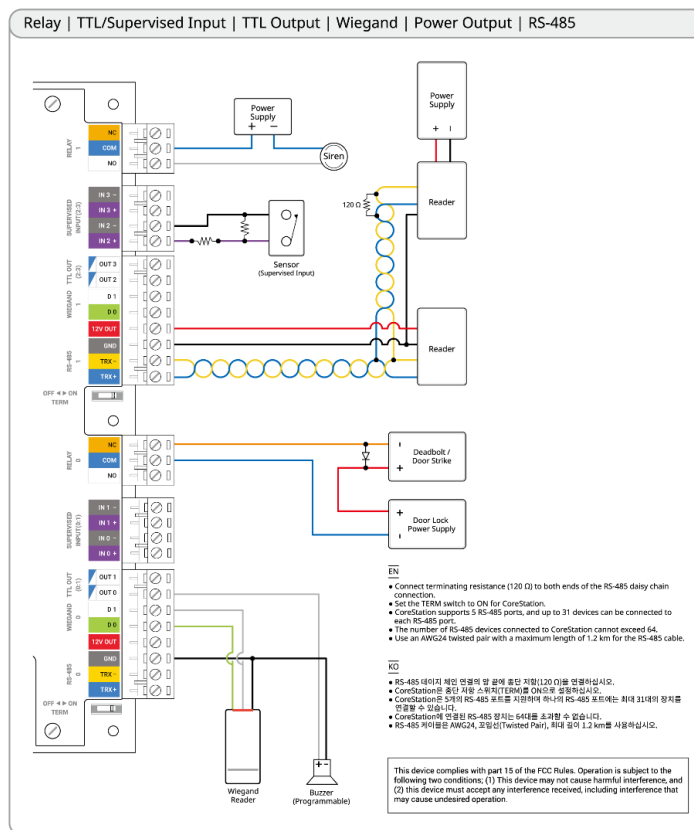 Relay | TTL/Supervised Input | TTL Output | Wiegand | Power Output | RS-485
Power
Supply
+ −
Siren
Power
Supply
+ −
120 Ω
Reader
Reader
RELAY
1
NC
COM
NO
SUPERVISED
INPUT(2:3)
IN 3 −
IN 3 +
IN 2 −
IN 2 +
Sensor
(Supervised Input)
TTL OUT
(2:3)
OUT 3
OUT 2
WIEGAND
1
D 1
D 0
12V OUT
GND
RS-485
1
TRX -
TRX+
OFF ◄ ► ON
TERM
RELAY
0
NC
COM
NO
-
+
Deadbolt /
Door Strike
+
-
Door Lock
Power Supply
SUPERVISED
INPUT(0:1)
IN 1 −
IN 1 +
IN 0 −
IN 0 +
TTL OUT
(0:1)
OUT 1
OUT 0
WIEGAND
0
D 1
D 0
12V OUT
GND
RS-485
0
TRX -
TRX+
OFF ◄ ► ON
TERM
Wiegand
Reader
+ −
Buzzer
(Programmable)
EN
● Connect terminating resistance (120 Ω) to both ends of the RS-485 daisy chain
connection.
● Set the TERM switch to ON for CoreStation.
● CoreStation supports 5 RS-485 ports, and up to 31 devices can be connected to
each RS-485 port.
● The number of RS-485 devices connected to CoreStation cannot exceed 64.
● Use an AWG24 twisted pair with a maximum length of 1.2 km for the RS-485 cable.
KO
● RS-485 데이지 체인 연결의 양 끝에 종단 저항(120 Ω)을 연결하십시오.
● CoreStation은 종단 저항 스위치(TERM)를 ON으로 설정하십시오.
● CoreStation은 5개의 RS-485 포트를 지원하며 하나의 RS-485 포트에는 최대 31대의 장치를
연결할 수 있습니다.
● CoreStation에 연결된 RS-485 장치는 64대를 초과할 수 없습니다.
● RS-485 케이블은 AWG24, 꼬임선(Twisted Pair), 최대 길이 1.2 km를 사용하십시오.
This device complies with part 15 of the FCC Rules. Operation is subject to the
following two conditions; (1) This device may not cause harmful interference, and
(2) this device must accept any interference received, including interference that
may cause undesired operation.